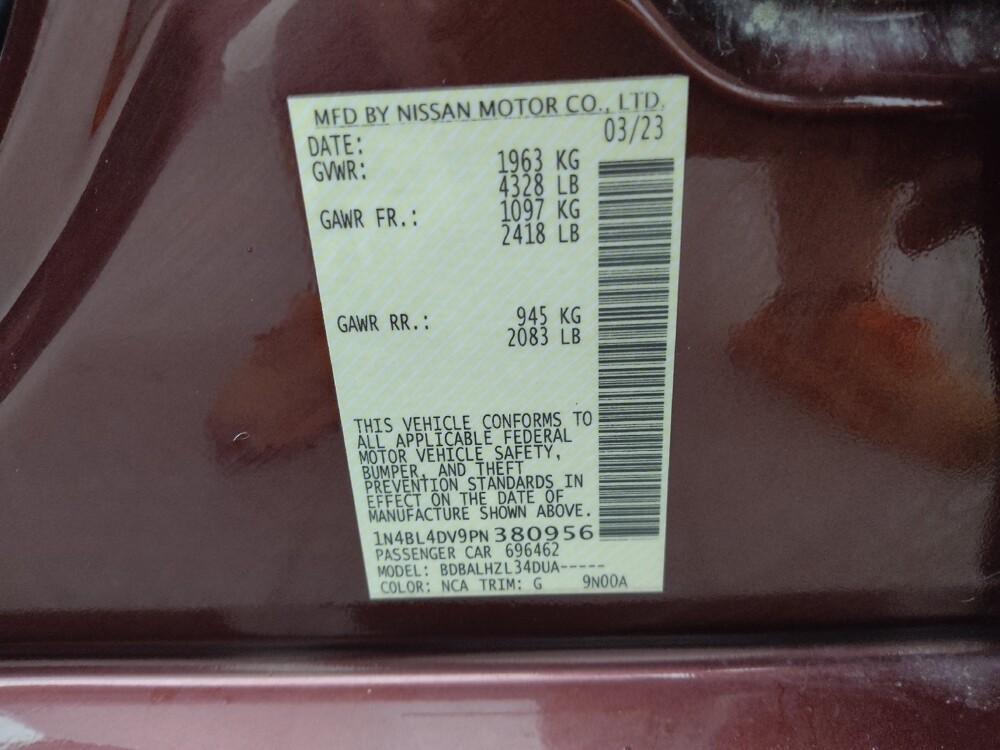 MFD BY NISSAN MOTOR CO., LTD.
DATE: 03/23
GVWR: 1963 KG
4328 LB
GAWR FR.: 1097 KG
2418 LB
GAWR RR.: 945 KG
2083 LB
THIS VEHICLE CONFORMS TO
ALL APPLICABLE FEDERAL
MOTOR VEHICLE SAFETY,
BUMPER, AND THEFT
PREVENTION STANDARDS IN
EFFECT ON THE DATE OF
MANUFACTURE SHOWN ABOVE.
1N4BL4DV9PN380956
PASSENGER CAR 696462
MODEL: BDBALHZL34DUA-----
COLOR: NCA TRIM: G 9N00A